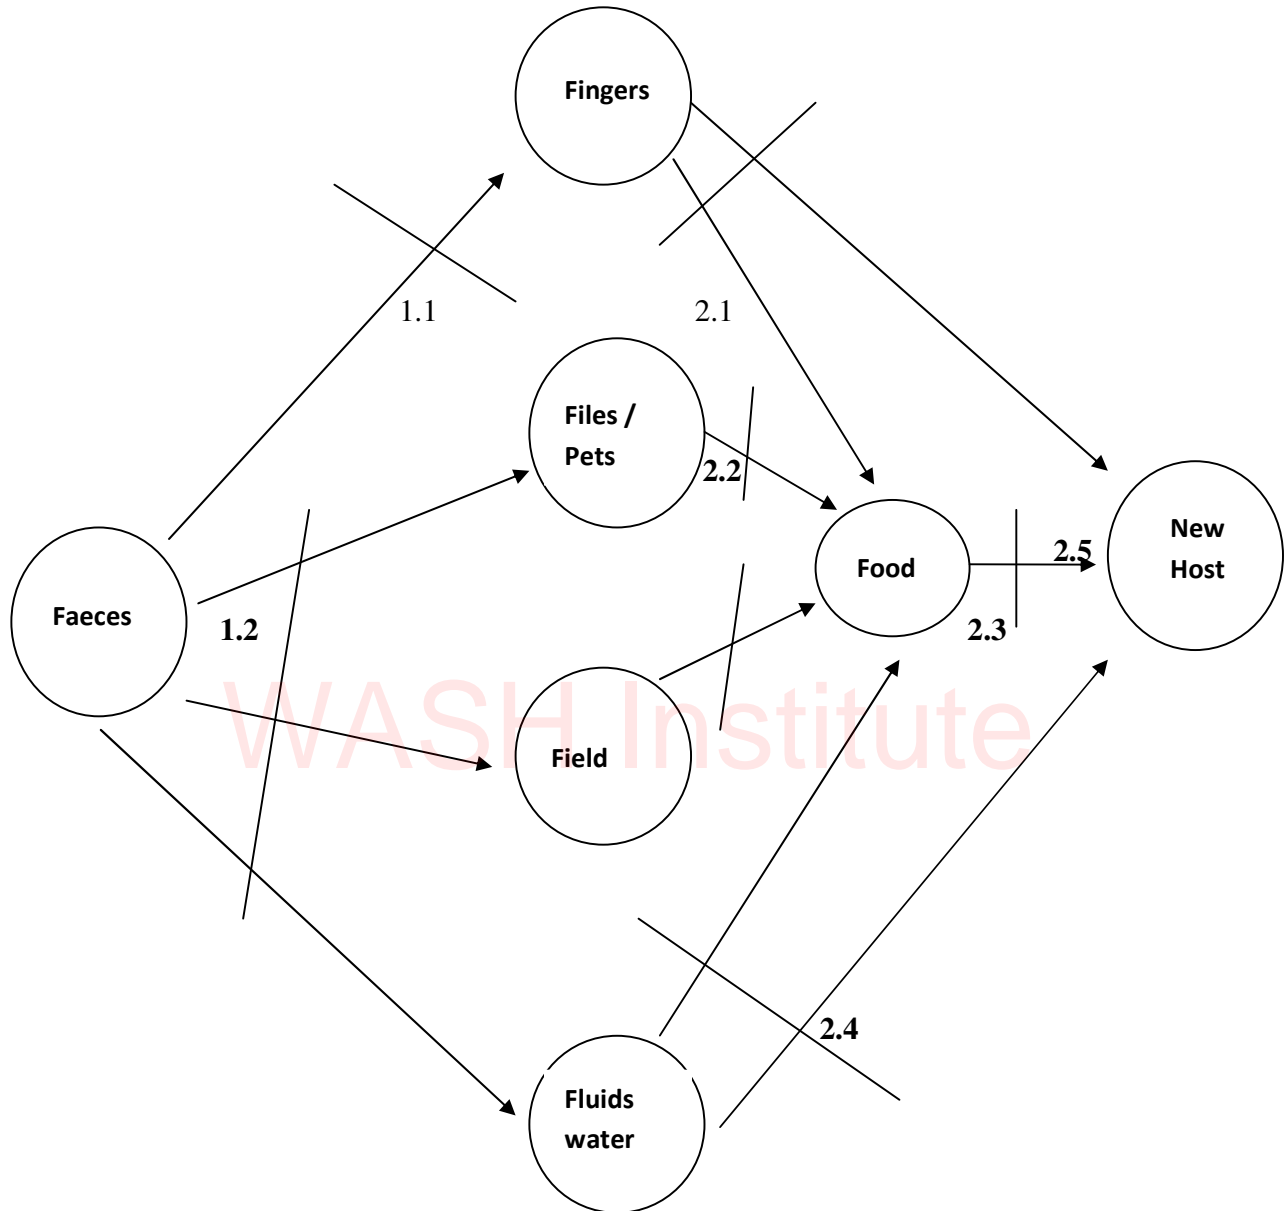 Fingers
1.1
2.1
Files /
Pets
2.2
Food
2.5
New
Host
Faeces
1.2
2.3
WASH Institute
Field
2.4
Fluids
water